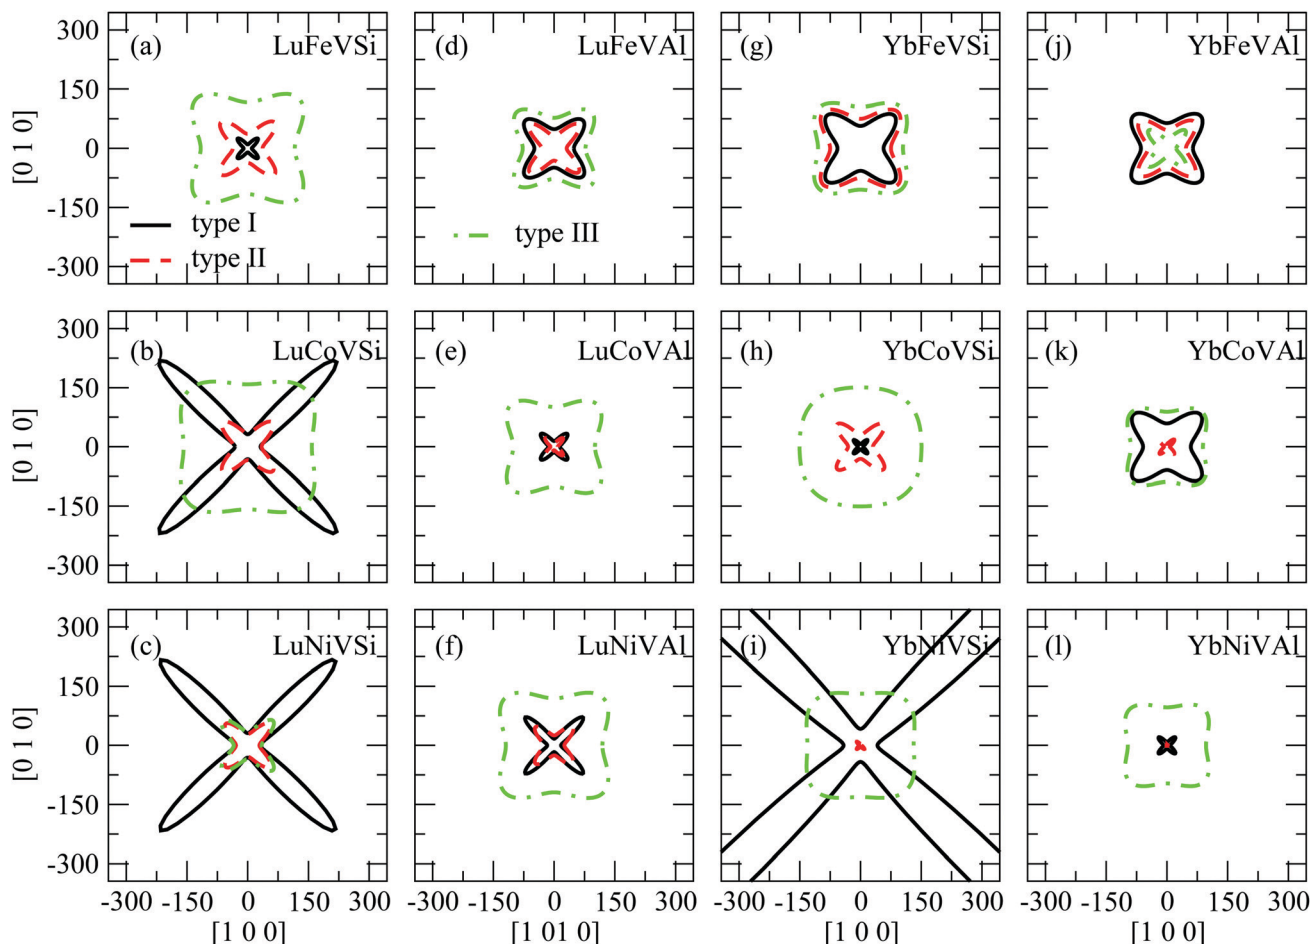 300
(a)
LuFeVSi
(d)
LuFeVAl
(g)
YbFeVSi
(j)
YbFeVAl
150
[0 1 0]
0
-150
type I
type II
type III
-300
300
(b)
LuCoVSi
(e)
LuCoVAl
(h)
YbCoVSi
(k)
YbCoVAl
150
[0 1 0]
0
-150
-300
300
(c)
LuNiVSi
(f)
LuNiVAl
(i)
YbNiVSi
(l)
YbNiVAl
150
[0 1 0]
0
-150
-300
-300 -150 0 150 300
-300 -150 0 150 300
-300 -150 0 150 300
-300 -150 0 150 300
[1 0 0]
[1 01 0]
[1 0 0]
[1 0 0]